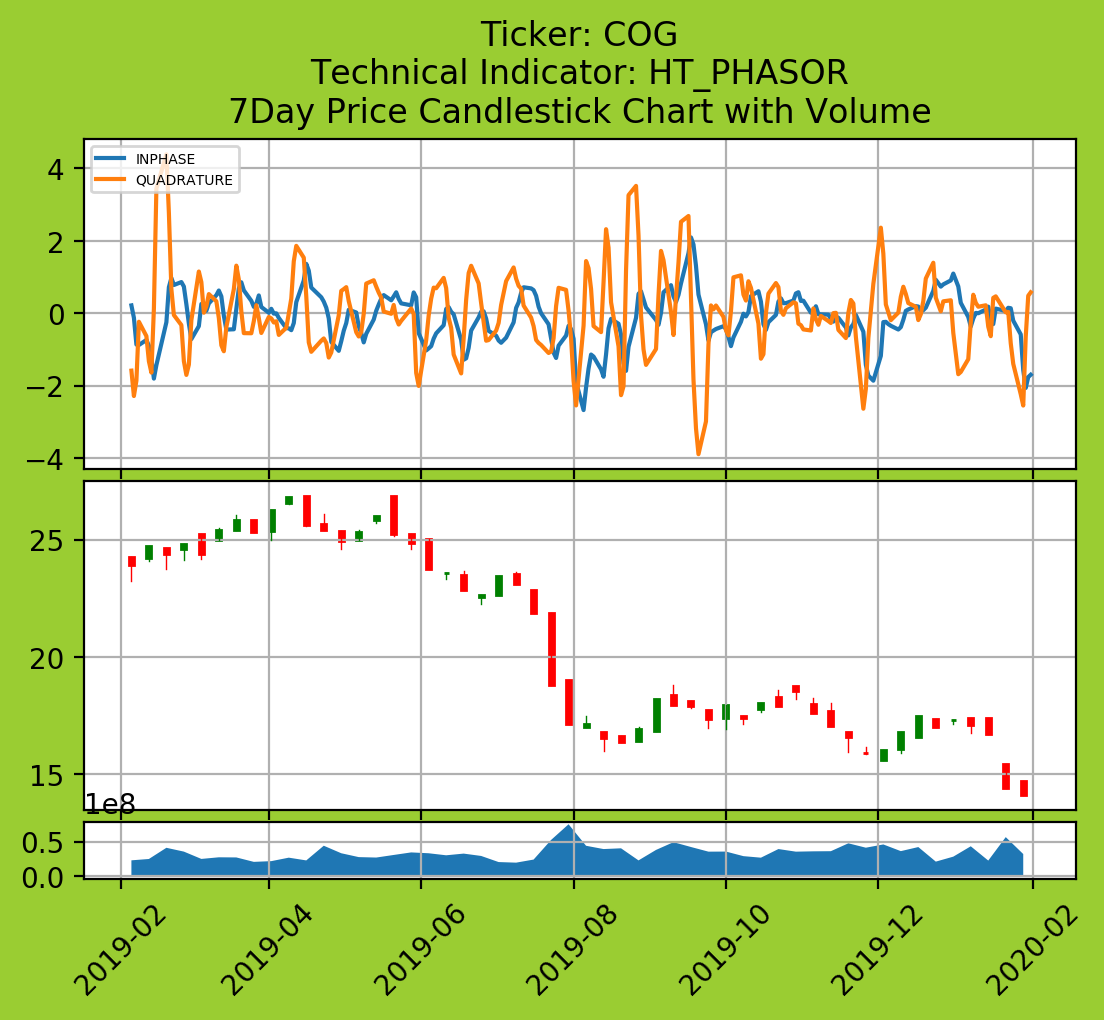 Ticker: COG
Technical Indicator: HT_PHASOR
7Day Price Candlestick Chart with Volume
INPHASE
QUADRATURE
4
2
0
−2
−4
25
20
15
1e8
0.5
0.0
2019-02
2019-04
2019-06
2019-08
2019-10
2019-12
2020-02